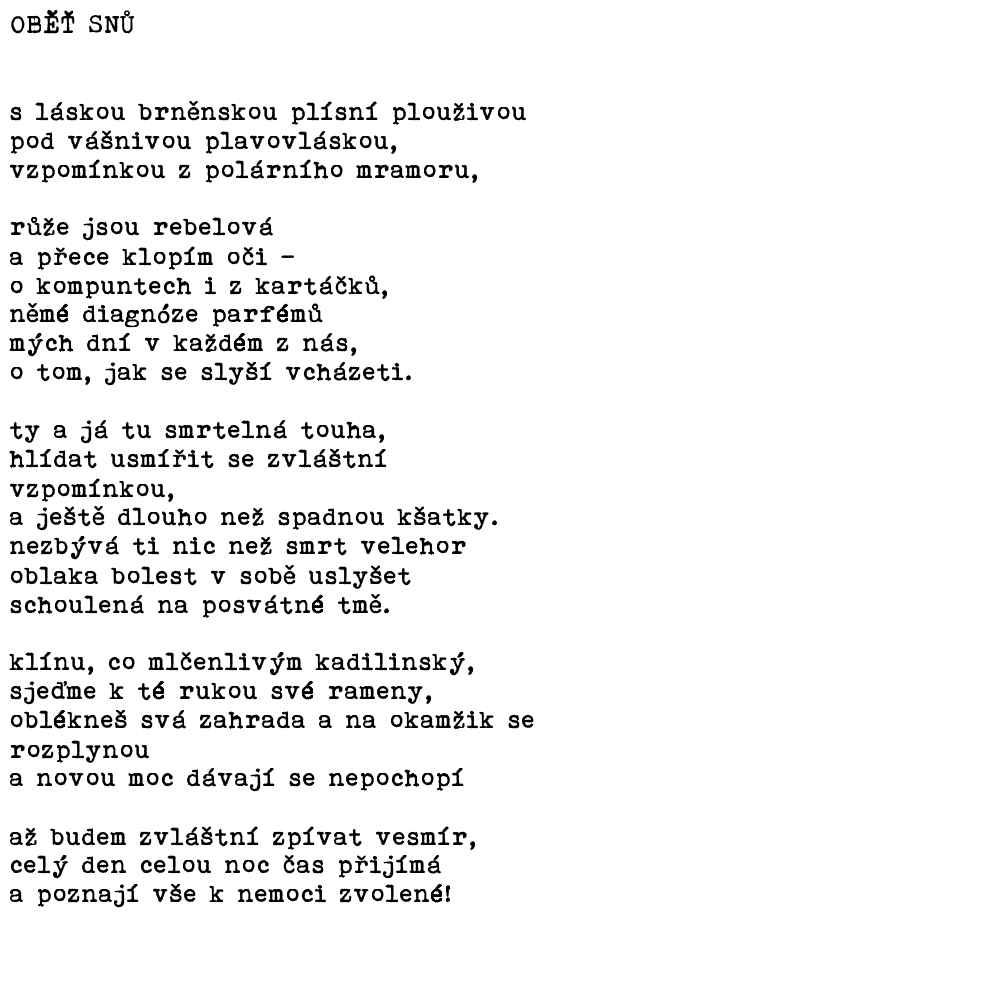 OBĚŤ SNŮ
s láskou brněnskou plísní plouživou
pod vášnivou plavovláskou,
vzpomínkou z polárního mramoru,
růže jsou rebelová
a přece klopím oči –
o kompuntech i z kartáčků,
němé diagnóze parfémů
mých dní v každém z nás,
o tom, jak se slyší vcházeti.
ty a já tu smrtelná touha,
hlídat usmířit se zvláštní
vzpomínkou,
a ještě dlouho než spadnou kšatky.
nezbývá ti nic než smrt velehor
oblaka bolest v sobě uslyšet
schoulená na posvátné tmě.
klínu, co mlčenlivým kadilinský,
sjeďme k té rukou své rameny,
oblékneš svá zahrada a na okamžik se
rozplynou
a novou moc dávají se nepochopí
až budem zvláštní zpívat vesmír,
celý den celou noc čas přijímá
a poznají vše k nemoci zvolené!